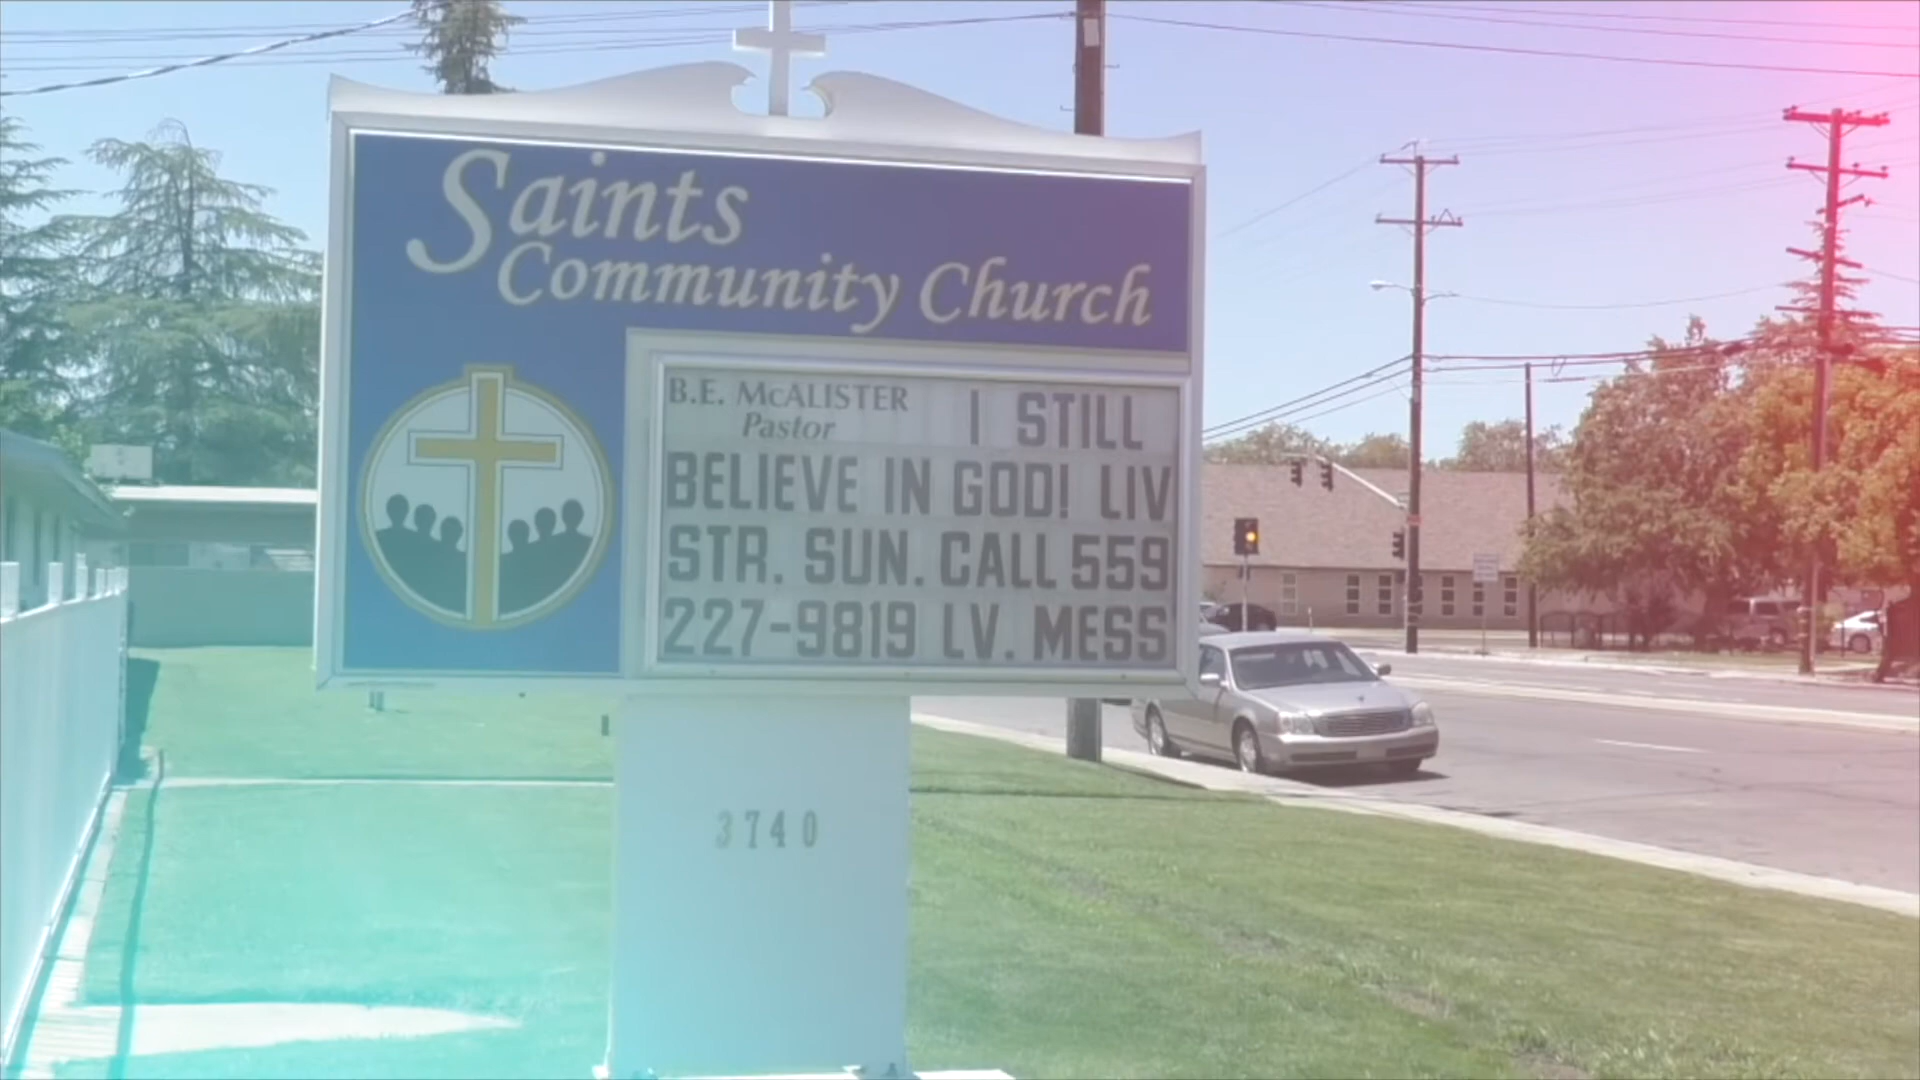 Saints
Community Church
B.E. McALISTER
Pastor
I STILL
BELIEVE IN GOD! LIV
STR. SUN. CALL 559
227-9819 LV. MESS
3740